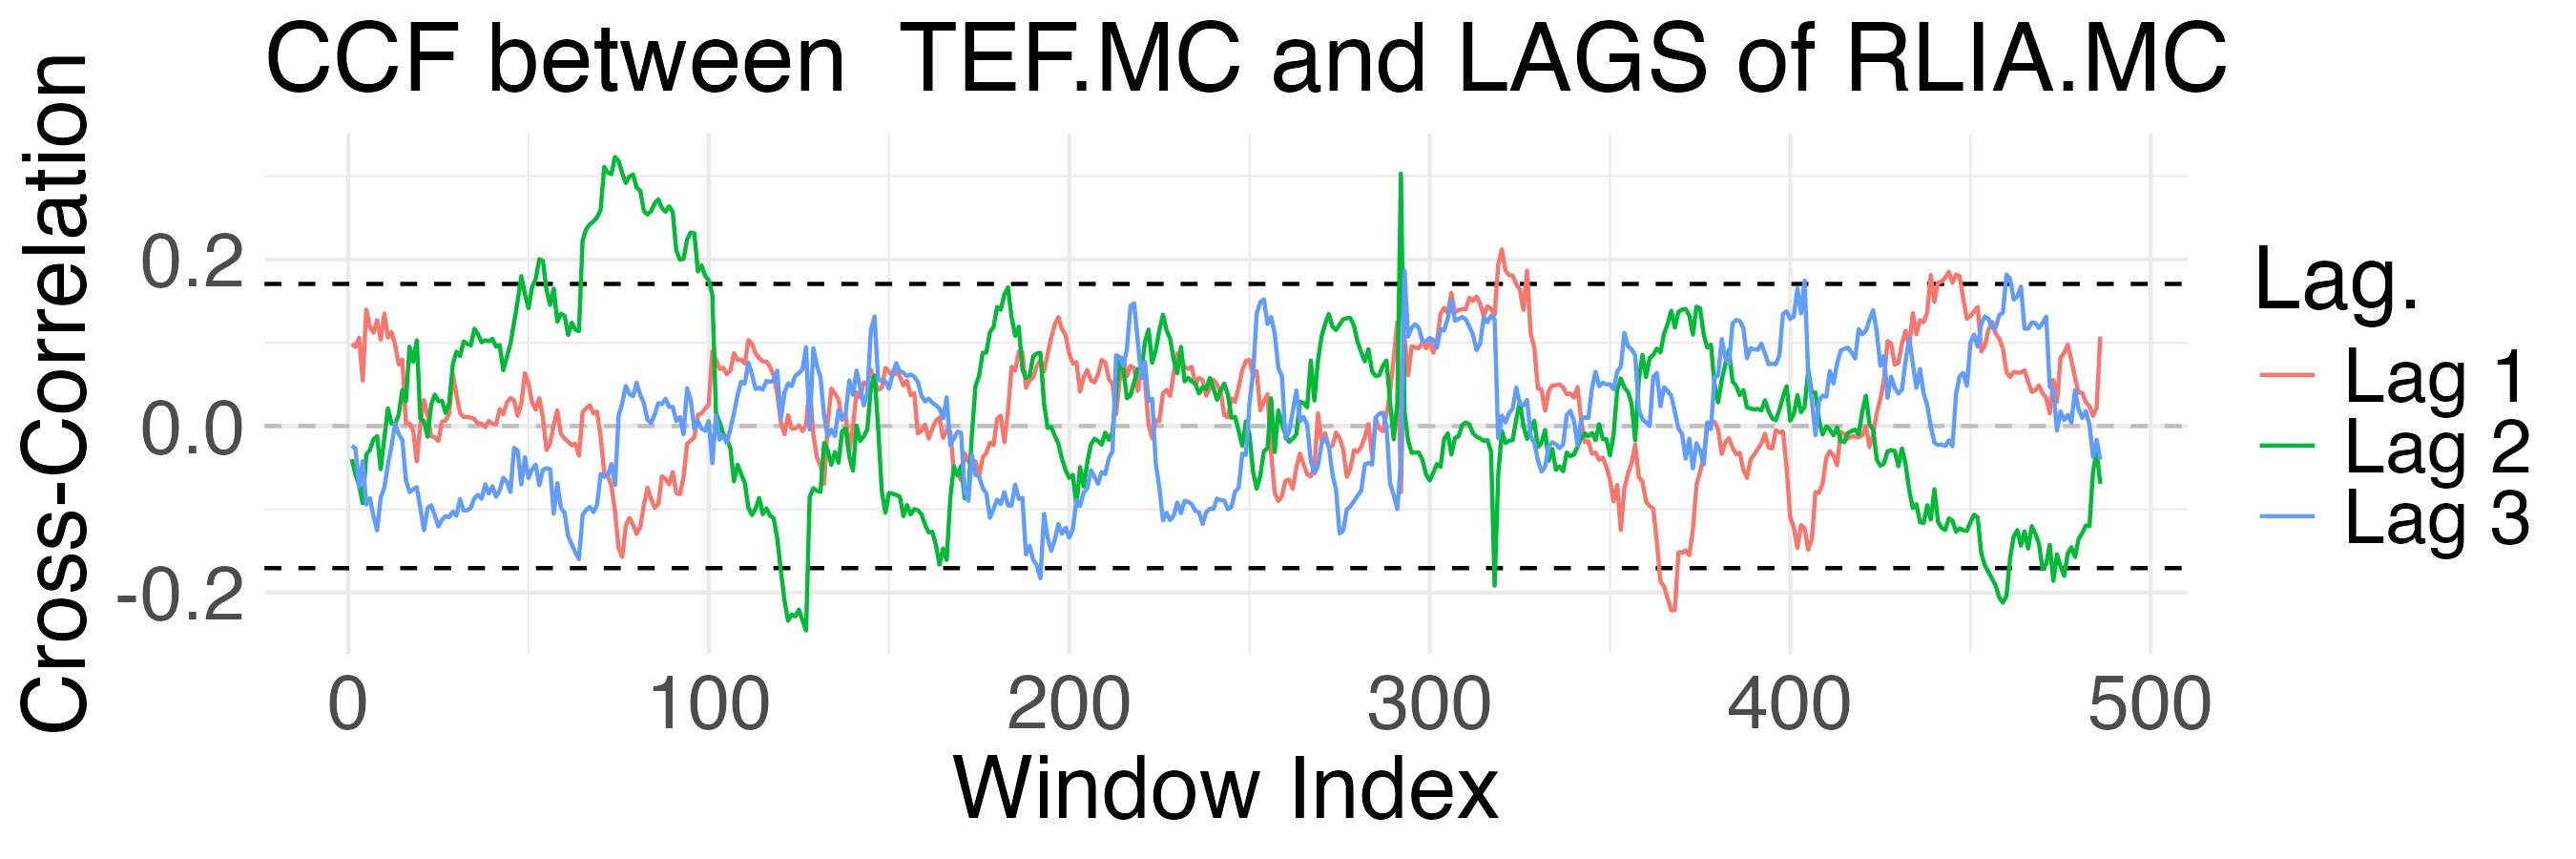 CCF between  TEF.MC and LAGS of RLIA.MC
Cross-Correlation
0.2
0.0
-0.2
0 100 200 300 400 500
Window Index
Lag.
Lag 1
Lag 2
Lag 3